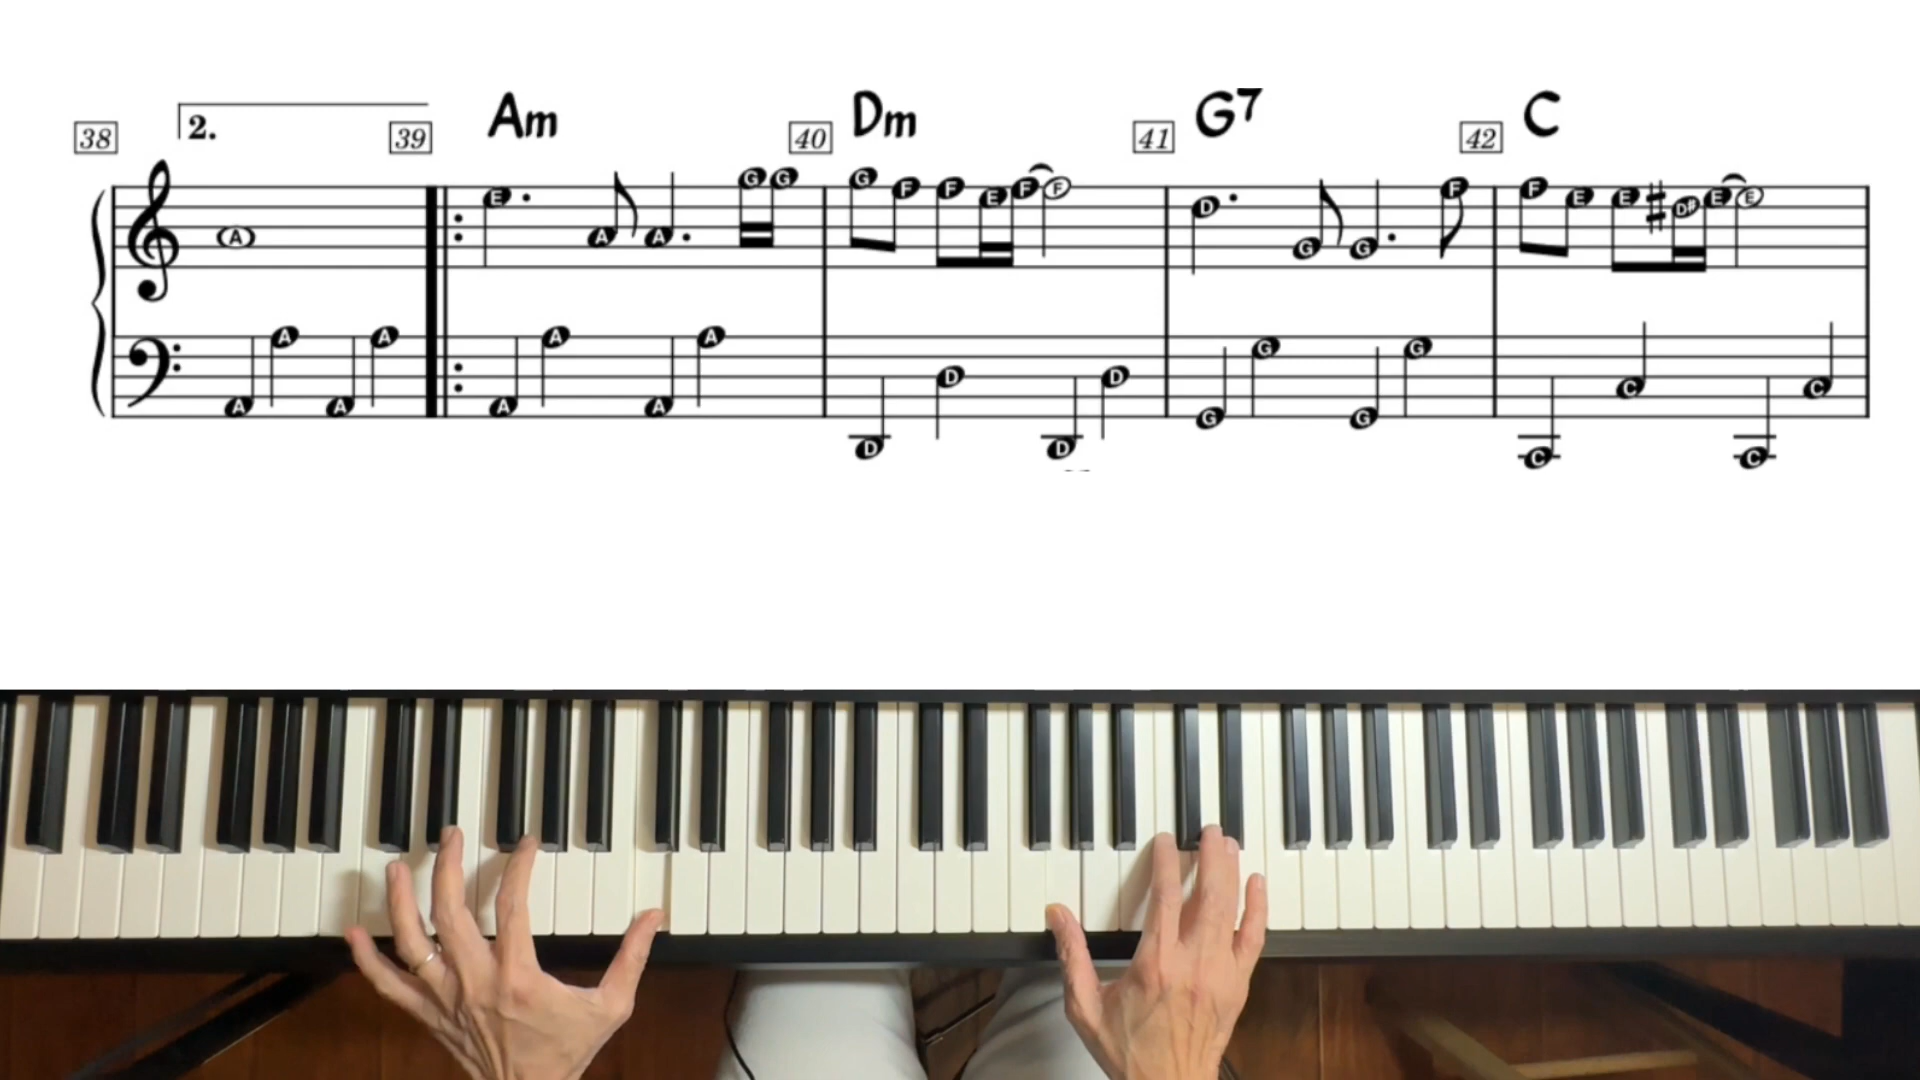 2. Am Dm G7 C
38 39 40 41 42
A E A A G G G F F E F F D G G F F E E D# E E
A A A A A A A A D D D D G G G G C C C C